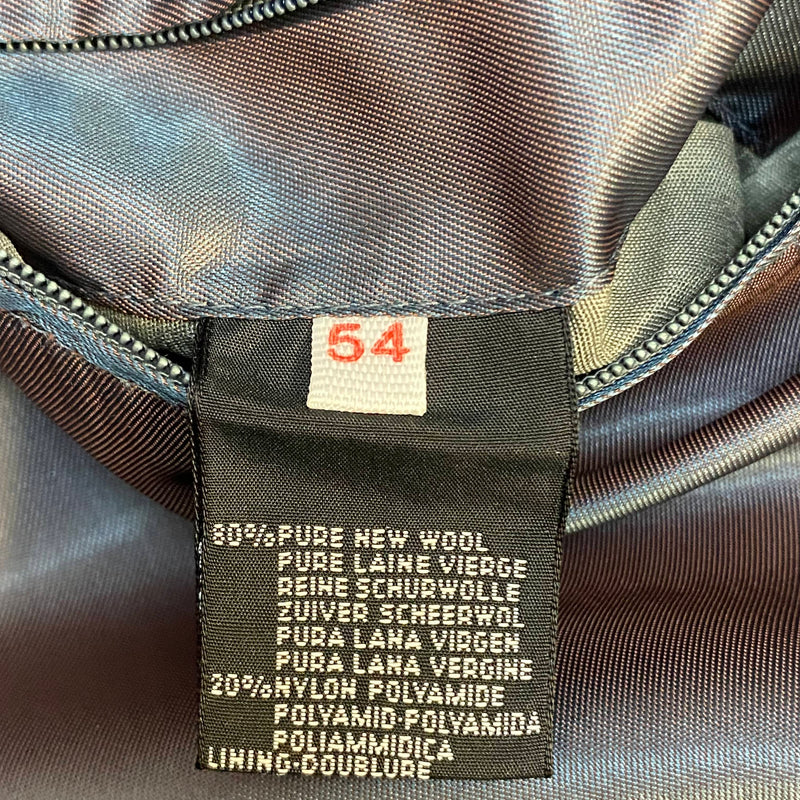 54
80% PURE NEW WOOL
PURE LAINE VIERGE
REINE SCHURWOLLE
ZUIVER SCHEERWOL
PURA LANA VIRGEN
PURA LANA VERGINE
20% NYLON POLYAMIDE
POLYAMID-POLYAMIDA
POLIAMMIDICA
LINING-DOUBLURE